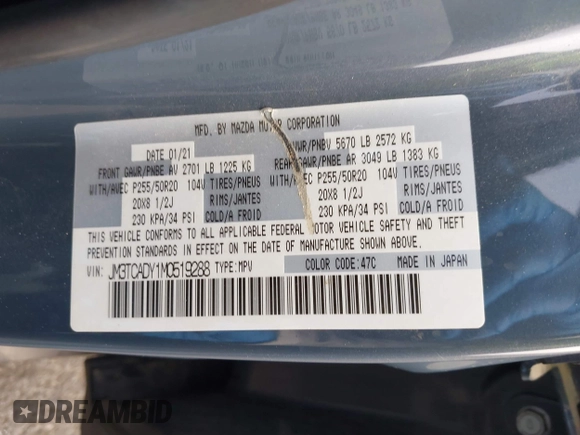 MFD. BY MAZDA MOTOR CORPORATION
DATE 01/21
GVWR/PNBV 5670 LB 2572 KG
FRONT GAWR/PNBE AV 2701 LB 1225 KG
REAR GAWR/PNBE AR 3049 LB 1383 KG
WITH/AVEC P255/50R20 104V TIRES/PNEUS
WITH/AVEC P255/50R20 104V TIRES/PNEUS
20X8 1/2J RIMS/JANTES
20X8 1/2J RIMS/JANTES
230 KPA/34 PSI COLD/A FROID
230 KPA/34 PSI COLD/A FROID
THIS VEHICLE CONFORMS TO ALL APPLICABLE FEDERAL MOTOR VEHICLE SAFETY AND THEFT
PREVENTION STANDARDS IN EFFECT ON THE DATE OF MANUFACTURE SHOWN ABOVE.
VIN: JM3TCADY1M0519288 TYPE:MPV
COLOR CODE:47C MADE IN JAPAN
DREAMBID